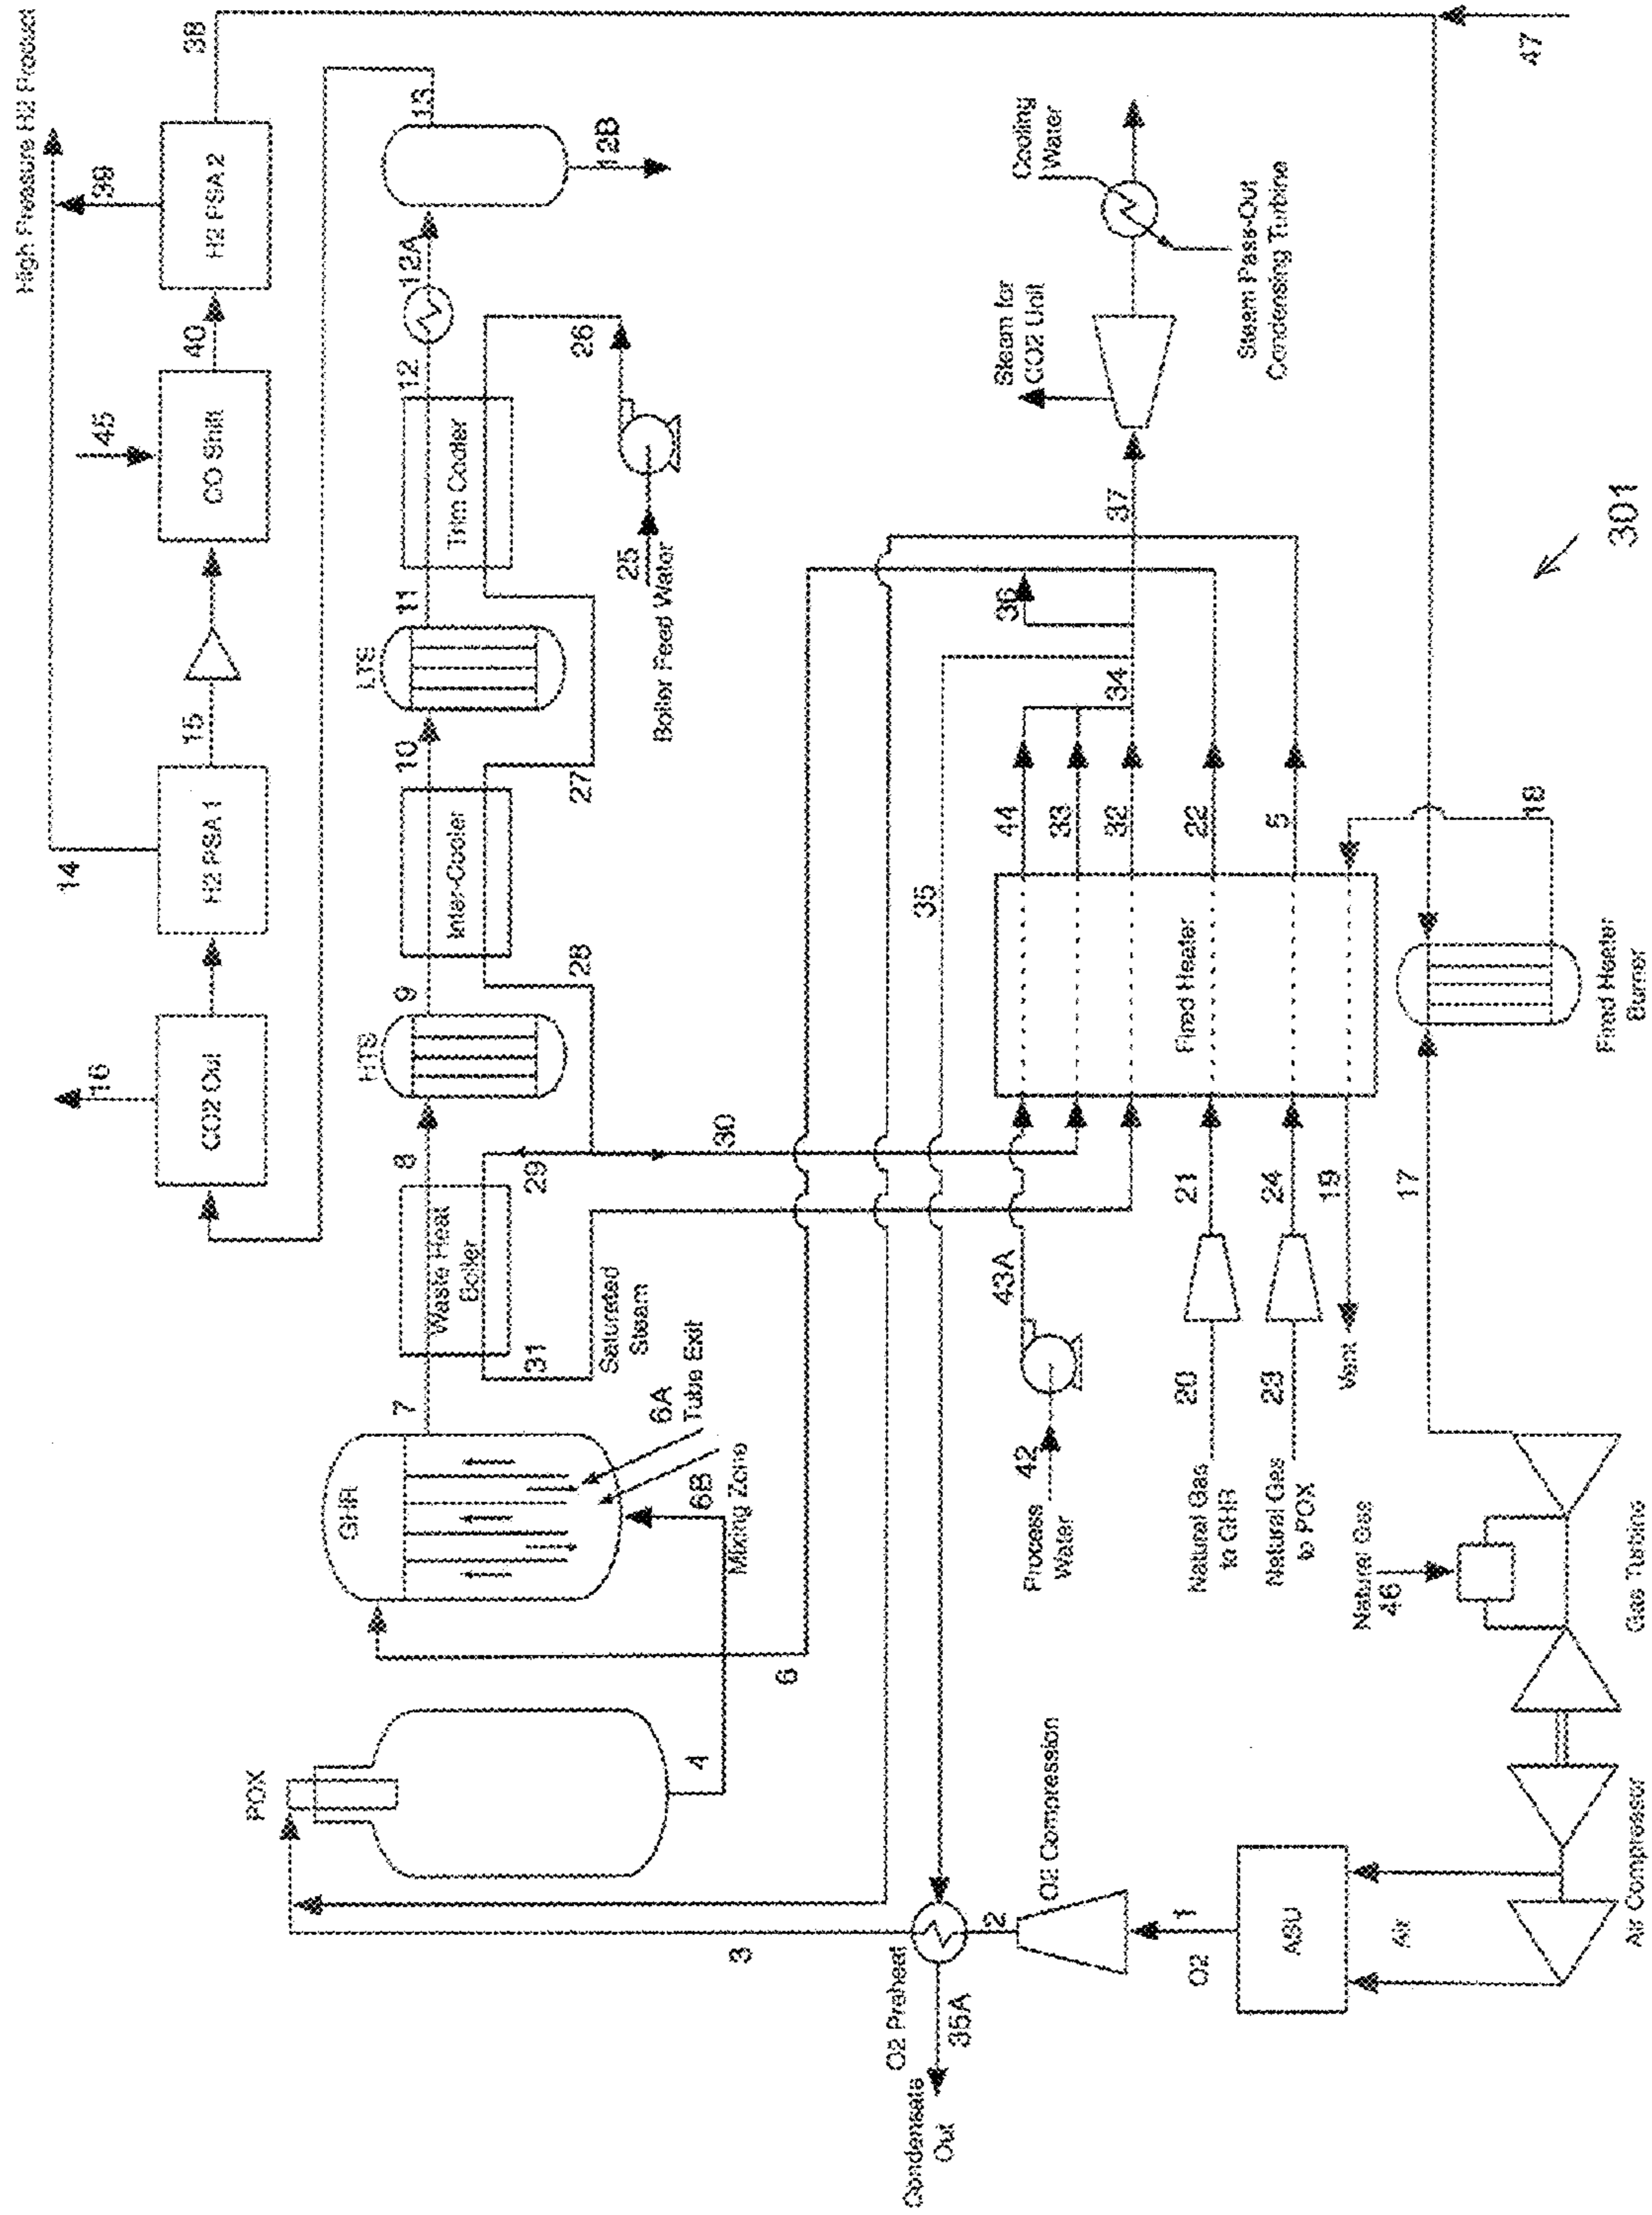 POX
4
3
GHR
6
7
6A
Tube Exit
6B
Mixing Zone
Waste Heat
Boiler
31
Saturated
Steam
8
29
30
HTS
9
28
Inter-Cooler
27
10
LTS
11
Trim Cooler
12
12A
13
12B
26
25
Boiler Feed Water
CO2 Out
16
H2 PSA 1
14
15
CO Shift
45
40
H2 PSA 2
39
38
High Pressure H2 Product
47
O2 Preheat
Condensate
Out
35A
2
O2 Compression
O2
1
ASU
Air
Air Compressor
Gas Turbine
Natural Gas
46
17
Process
Water
42
43A
Natural Gas
to GHR
20
21
Natural Gas
to POX
23
24
Vent
19
Fired Heater
44
33
32
22
5
18
Fired Heater
Burner
35
34
36
37
Steam for
CO2 Unit
Cooling
Water
Steam Pass-Out
Condensing Turbine
301